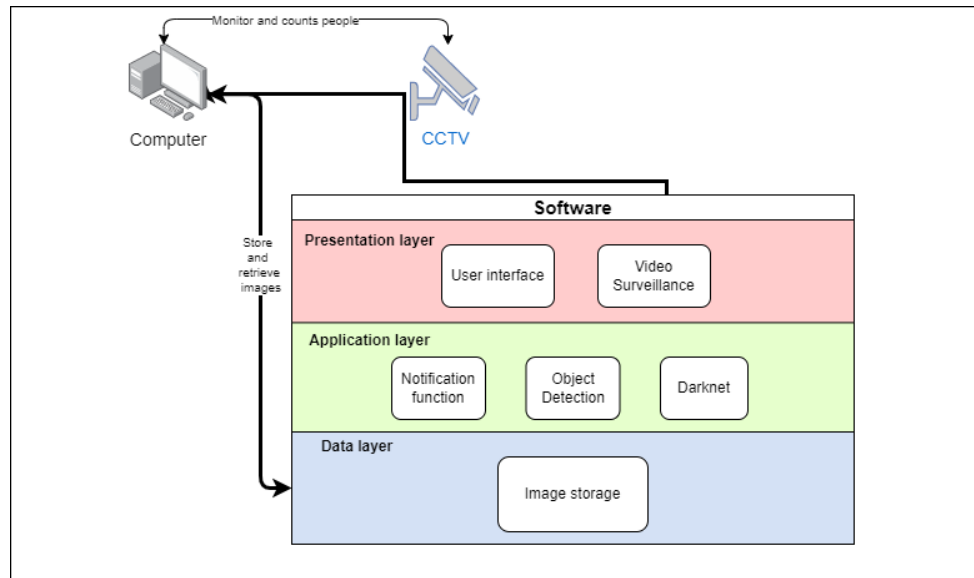 Monitor and counts people
Computer
CCTV
Software
Store
and
retrieve
images
Presentation layer
User interface
Video
Surveillance
Application layer
Notification
function
Object
Detection
Darknet
Data layer
Image storage